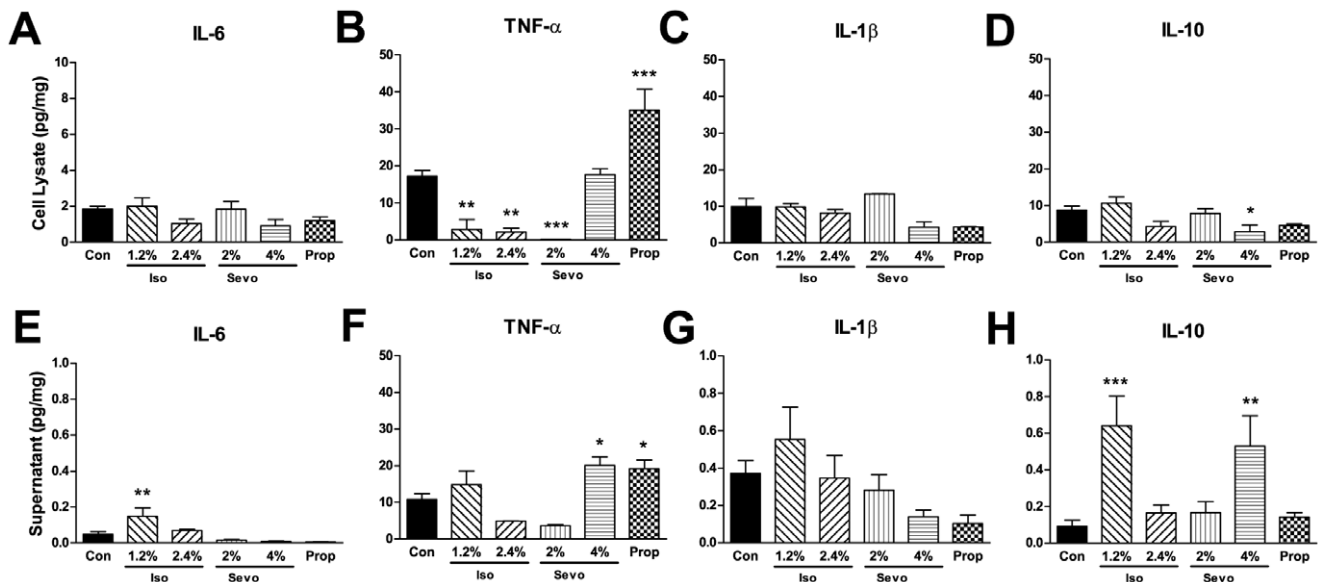 A IL-6
B TNF-α
C IL-1β
D IL-10
Cell Lysate (pg/mg)
10
8
6
4
2
0
50
40
30
20
10
0
50
40
30
20
10
0
50
40
30
20
10
0
***
** ** ***
*
Con 1.2% 2.4% 2% 4% Prop
Iso Sevo
Con 1.2% 2.4% 2% 4% Prop
Iso Sevo
Con 1.2% 2.4% 2% 4% Prop
Iso Sevo
Con 1.2% 2.4% 2% 4% Prop
Iso Sevo
E IL-6
F TNF-α
G IL-1β
H IL-10
Supernatant (pg/mg)
1.0
0.8
0.6
0.4
0.2
0.0
50
40
30
20
10
0
1.0
0.8
0.6
0.4
0.2
0.0
1.0
0.8
0.6
0.4
0.2
0.0
**
* *
*** **
Con 1.2% 2.4% 2% 4% Prop
Iso Sevo
Con 1.2% 2.4% 2% 4% Prop
Iso Sevo
Con 1.2% 2.4% 2% 4% Prop
Iso Sevo
Con 1.2% 2.4% 2% 4% Prop
Iso Sevo